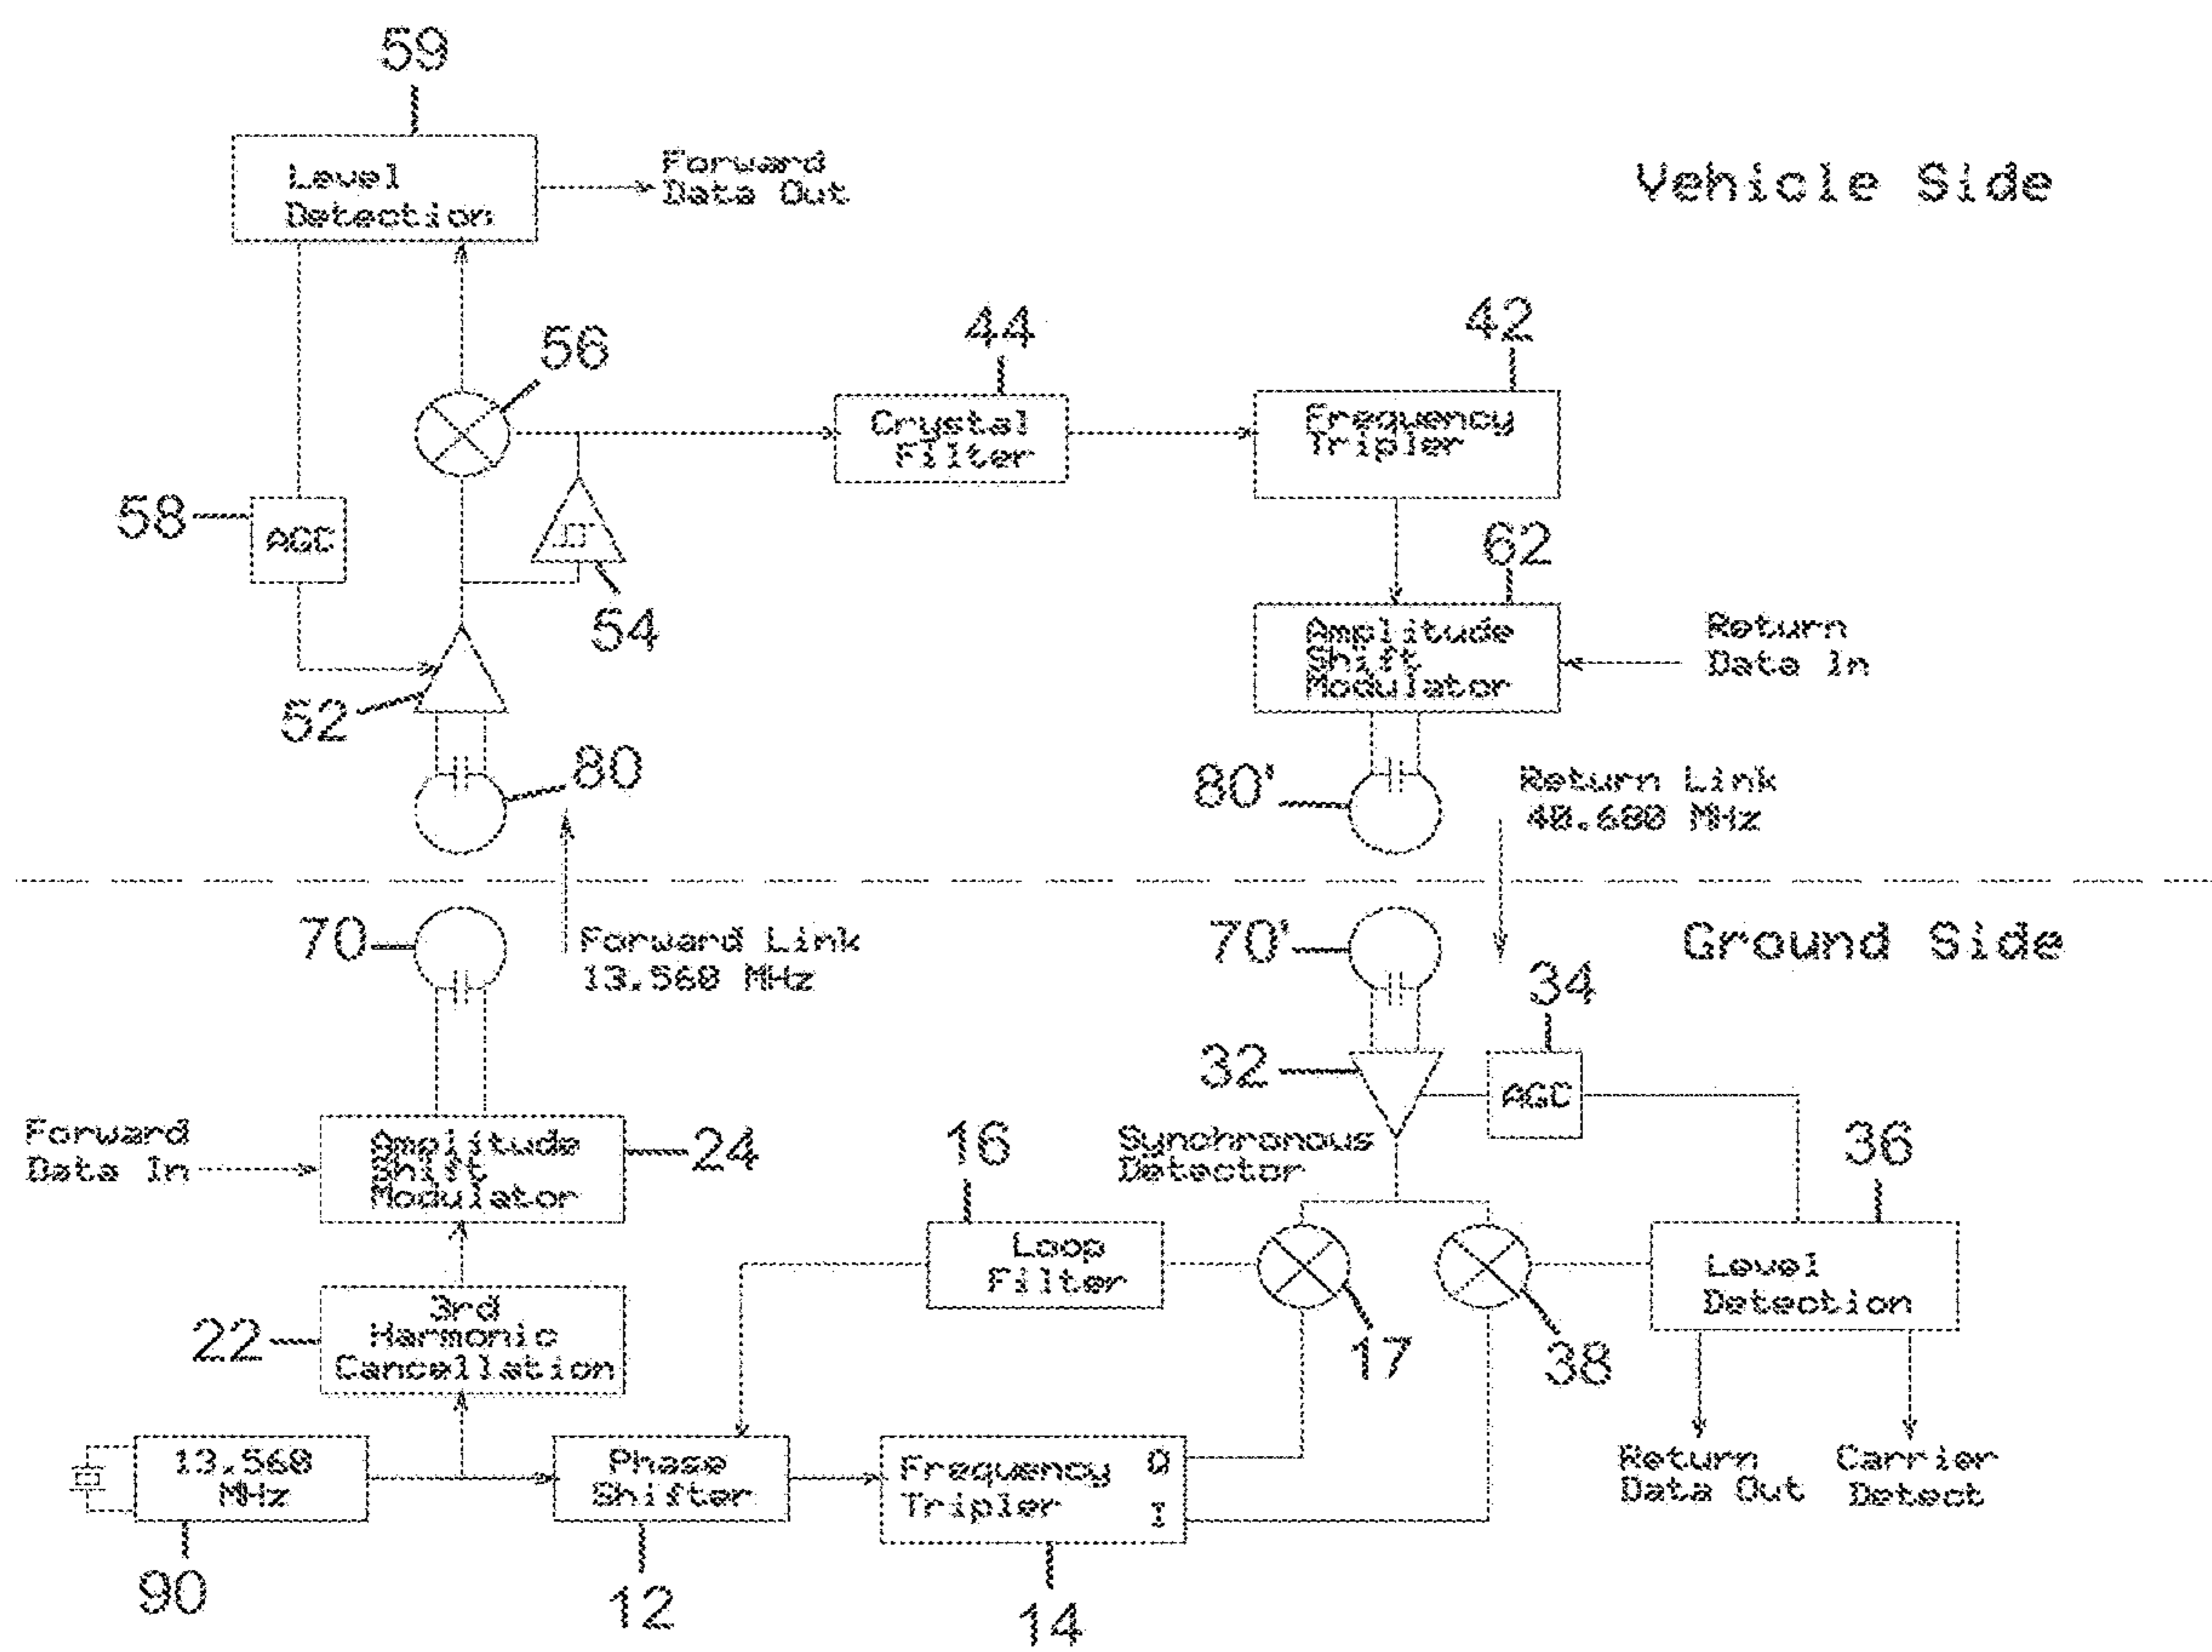 59
Level
Detection
Forward
Data Out
Vehicle Side
56
44
42
Crystal
Filter
Frequency
Tripler
58
AGC
54
62
Amplitude
Shift
Modulator
Return
Data In
52
80
80'
Return Link
40.680 MHz
70
Forward Link
13.560 MHz
70'
Ground Side
34
32
AGC
Forward
Data In
Amplitude
Shift
Modulator
24
16
Synchronous
Detector
36
Loop
Filter
Level
Detection
22
3rd
Harmonic
Cancellation
17
38
13.560
MHz
Phase
Shifter
Frequency
Tripler
Q
I
Return
Data Out
Carrier
Detect
90
12
14